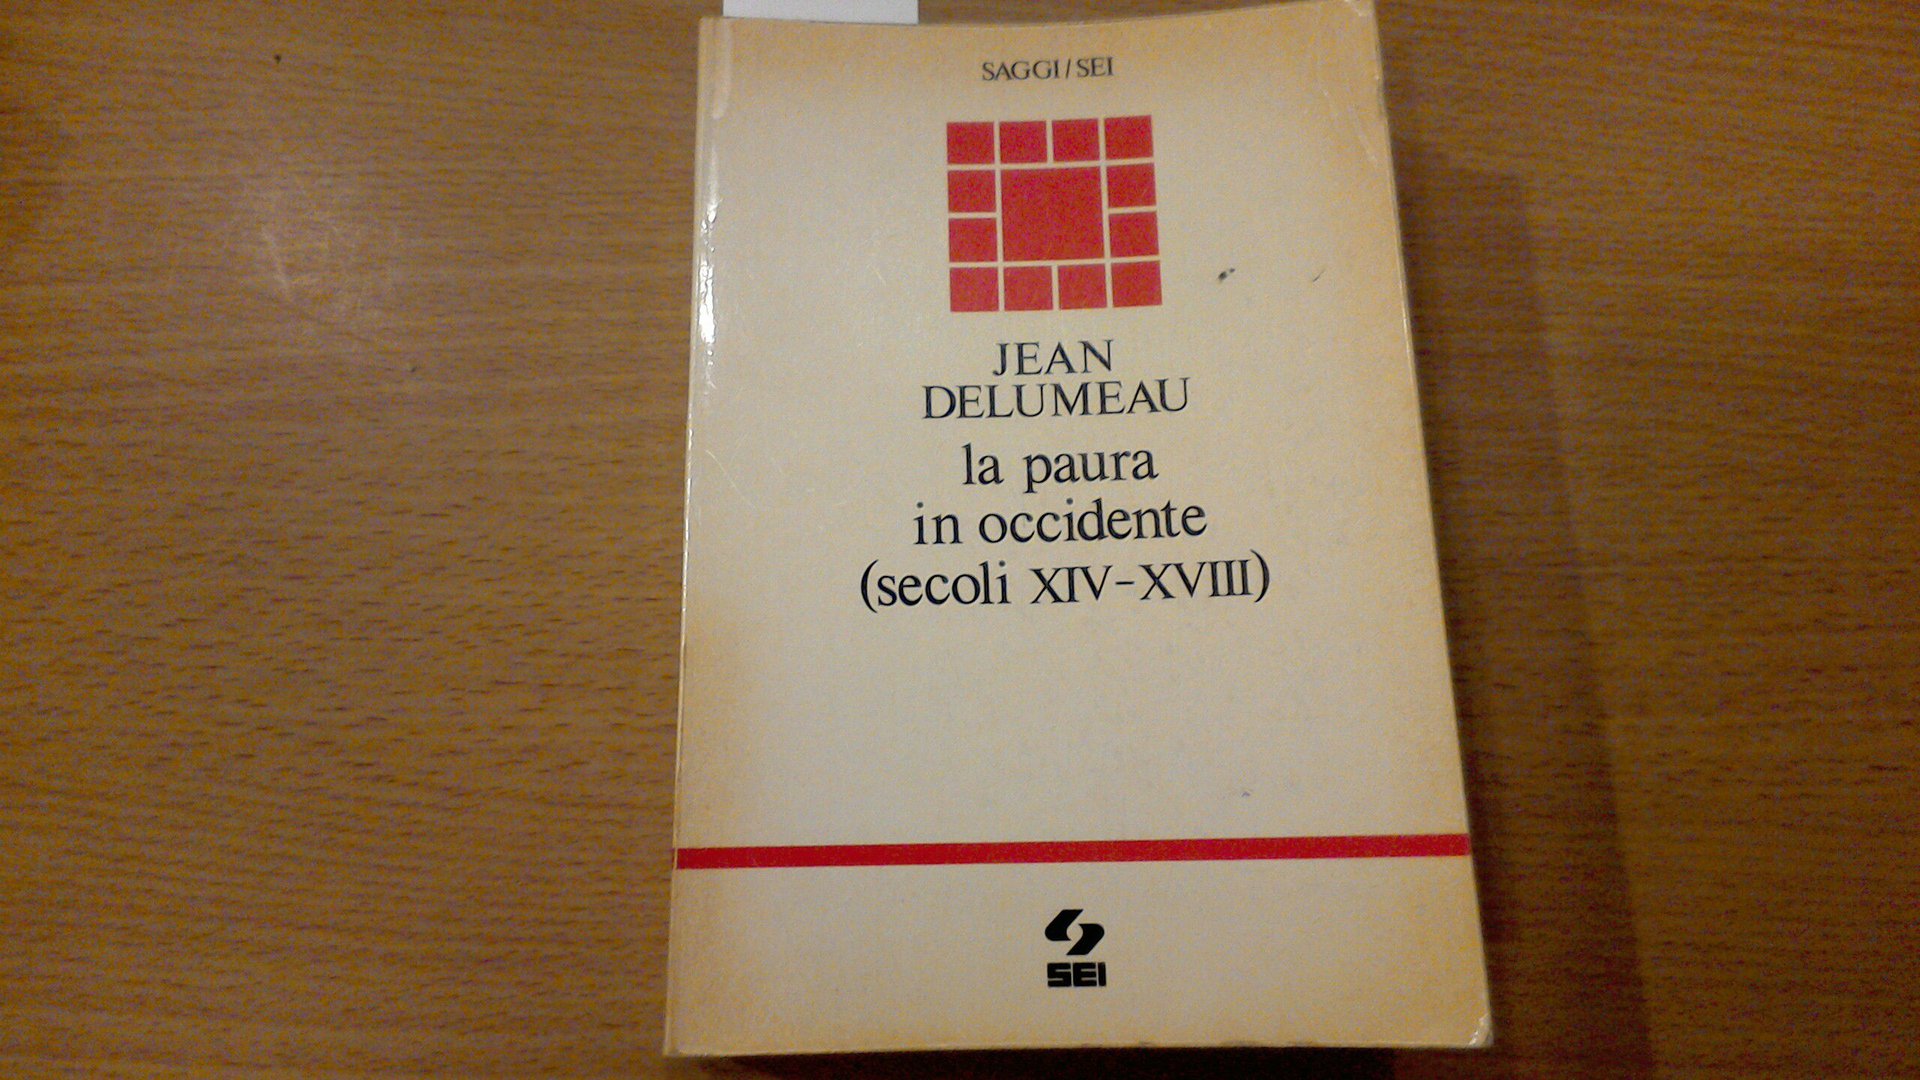 SAGGI/SEI
JEAN
DELUMEAU
la paura
in occidente
(secoli XIV-XVIII)
SEI